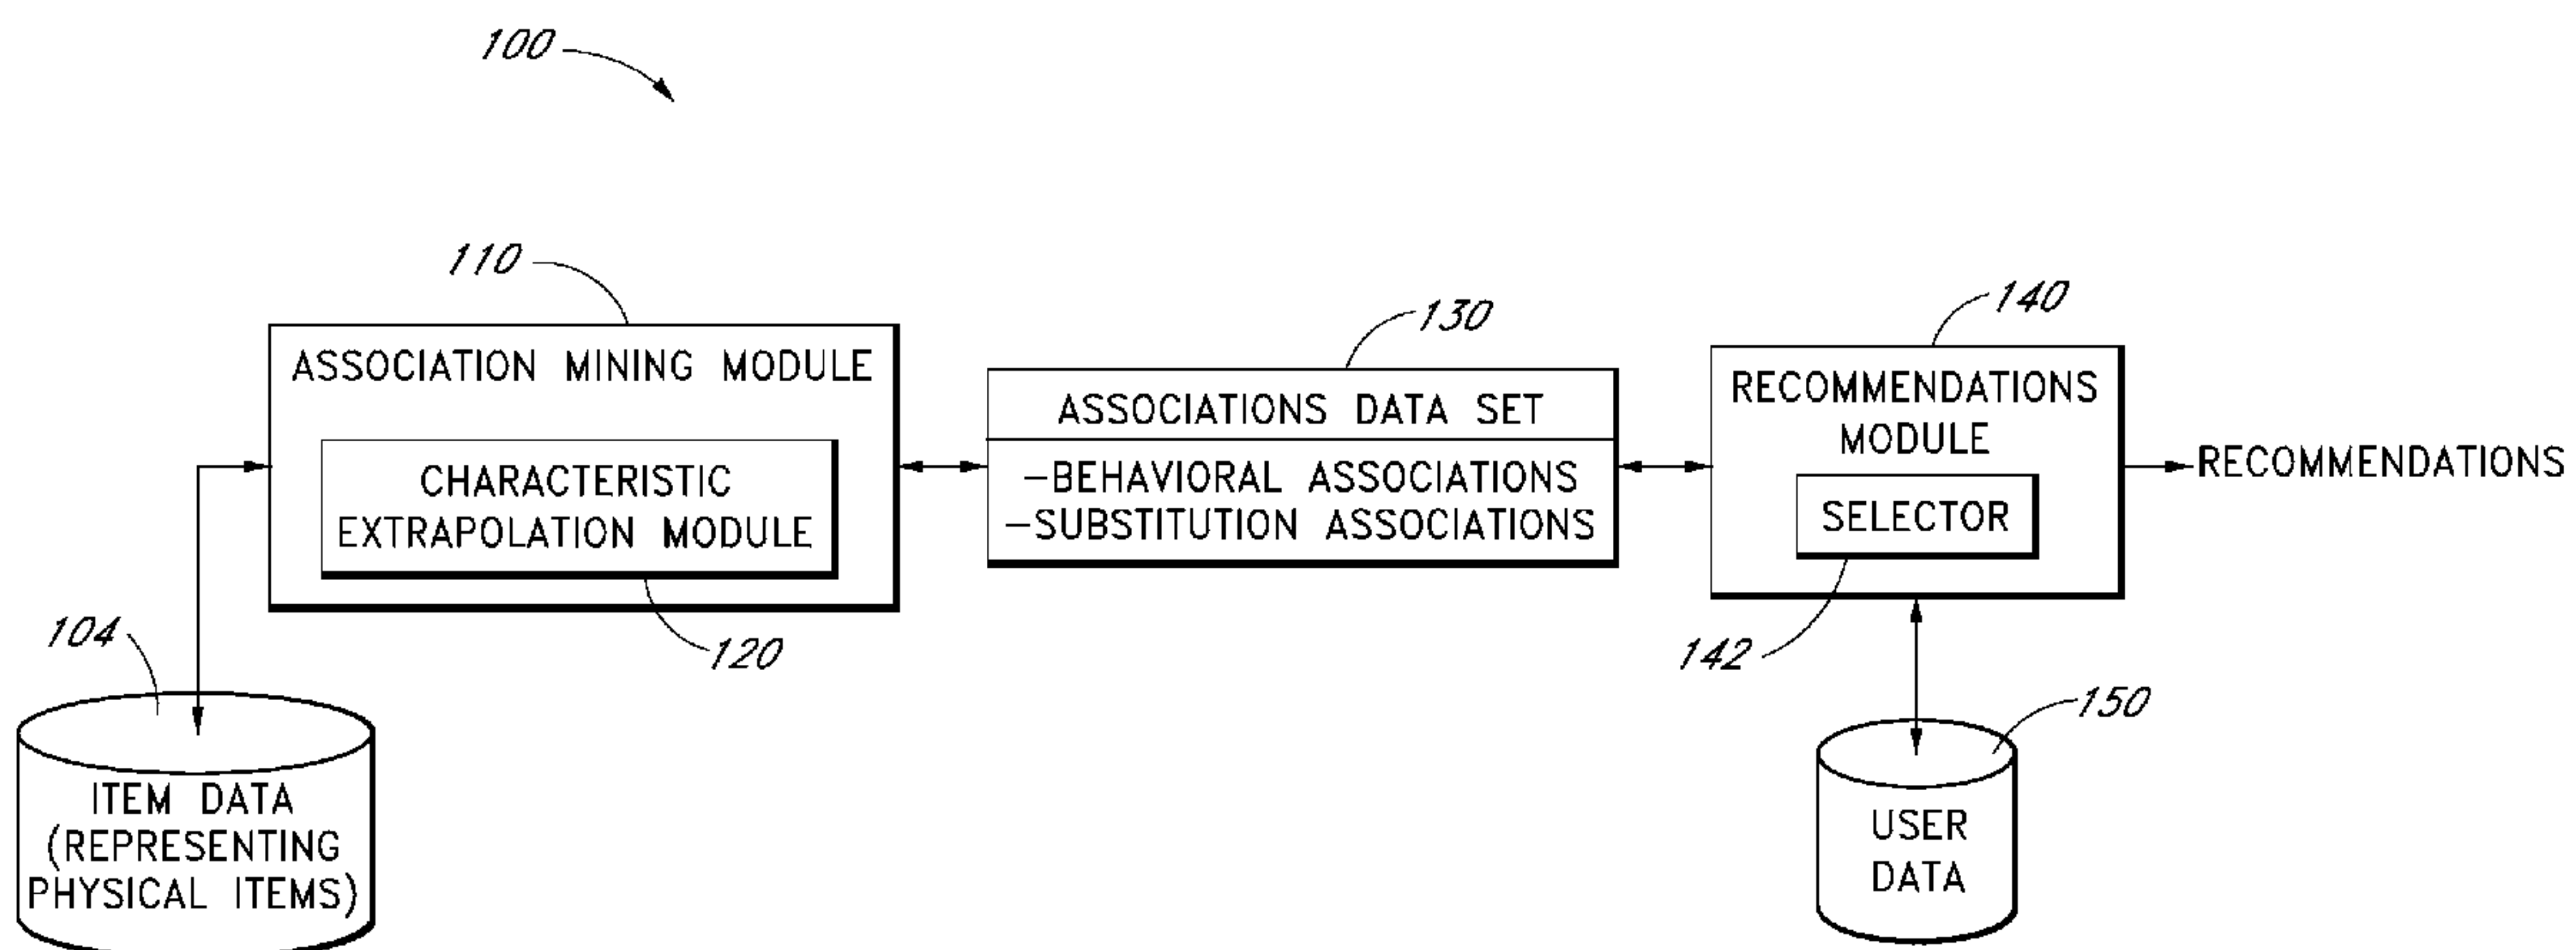 100
110
ASSOCIATION MINING MODULE
CHARACTERISTIC
EXTRAPOLATION MODULE
120
104
ITEM DATA
(REPRESENTING
PHYSICAL ITEMS)
130
ASSOCIATIONS DATA SET
-BEHAVIORAL ASSOCIATIONS
-SUBSTITUTION ASSOCIATIONS
140
RECOMMENDATIONS
MODULE
SELECTOR
142
RECOMMENDATIONS
150
USER
DATA